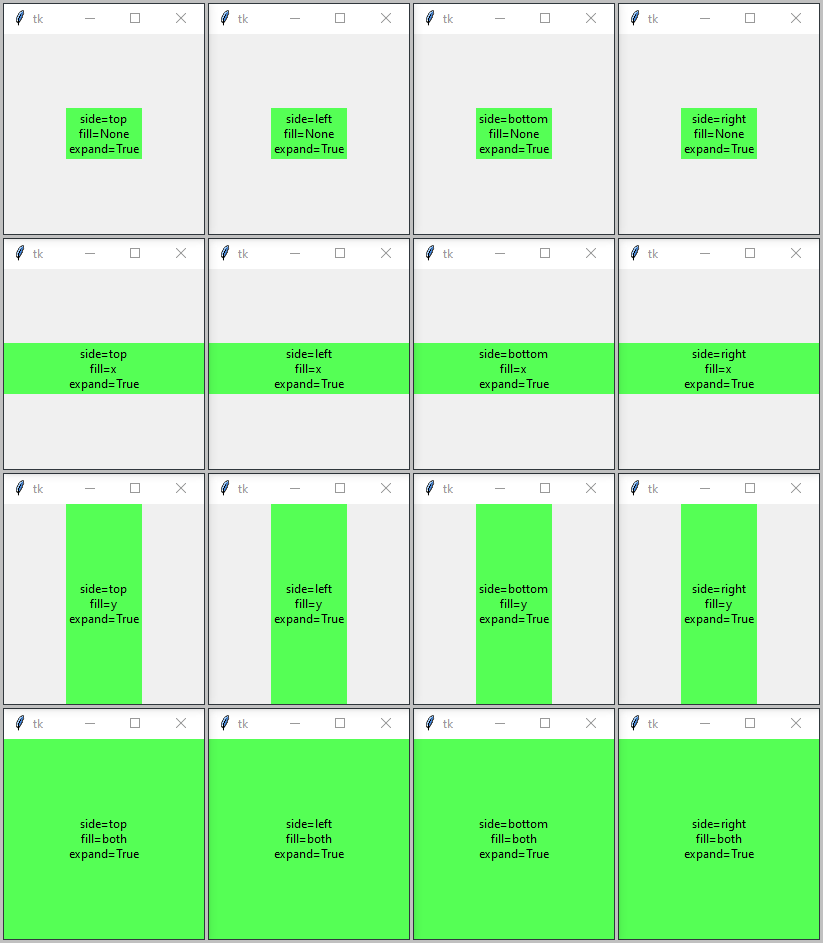 tk
tk
tk
tk
side=top
fill=None
expand=True
side=left
fill=None
expand=True
side=bottom
fill=None
expand=True
side=right
fill=None
expand=True
tk
tk
tk
tk
side=top
fill=x
expand=True
side=left
fill=x
expand=True
side=bottom
fill=x
expand=True
side=right
fill=x
expand=True
tk
tk
tk
tk
side=top
fill=y
expand=True
side=left
fill=y
expand=True
side=bottom
fill=y
expand=True
side=right
fill=y
expand=True
tk
tk
tk
tk
side=top
fill=both
expand=True
side=left
fill=both
expand=True
side=bottom
fill=both
expand=True
side=right
fill=both
expand=True